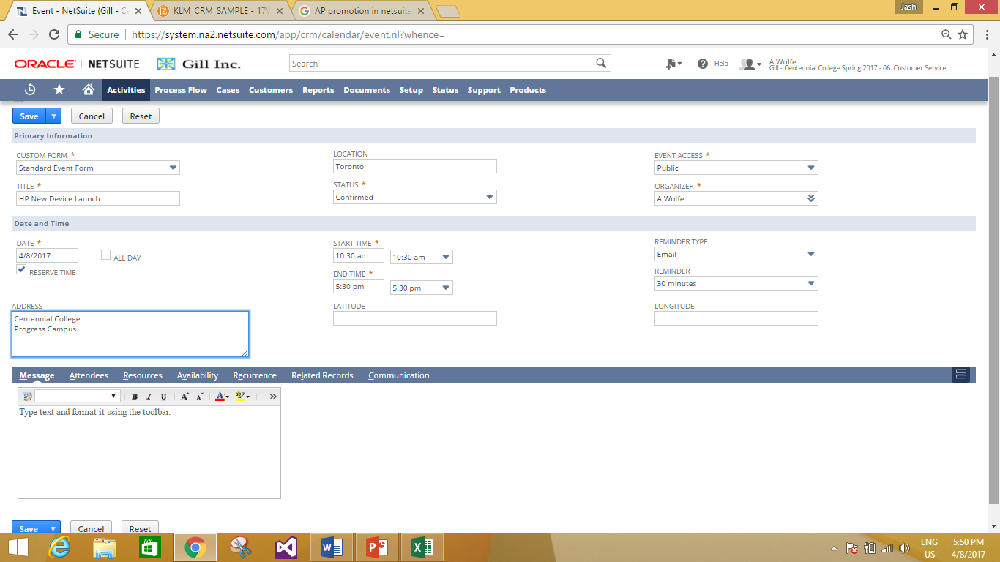 Event - NetSuite (Gill - Ce
KLM_CRM_SAMPLE - 17W
AP promotion in netsuite
Jash
Secure
https://system.na2.netsuite.com/app/crm/calendar/event.nl?whence=
ORACLE | NETSUITE
Gill Inc.
Search
Help
A Wolfe
Gill - Centennial College Spring 2017 - 06: Customer Service
Activities Process Flow Cases Customers Reports Documents Setup Status Support Products
Save
Cancel
Reset
Primary Information
CUSTOM FORM *
Standard Event Form
LOCATION
Toronto
EVENT ACCESS *
Public
TITLE *
HP New Device Launch
STATUS *
Confirmed
ORGANIZER *
A Wolfe
Date and Time
DATE *
4/8/2017
ALL DAY
RESERVE TIME
START TIME *
10:30 am
10:30 am
END TIME *
5:30 pm
5:30 pm
REMINDER TYPE
Email
REMINDER
30 minutes
ADDRESS
Centennial College
Progress Campus.
LATITUDE
LONGITUDE
Message Attendees Resources Availability Recurrence Related Records Communication
B I U A A A ab
Type text and format it using the toolbar.
Save
Cancel
Reset
ENG
US
5:50 PM
4/8/2017